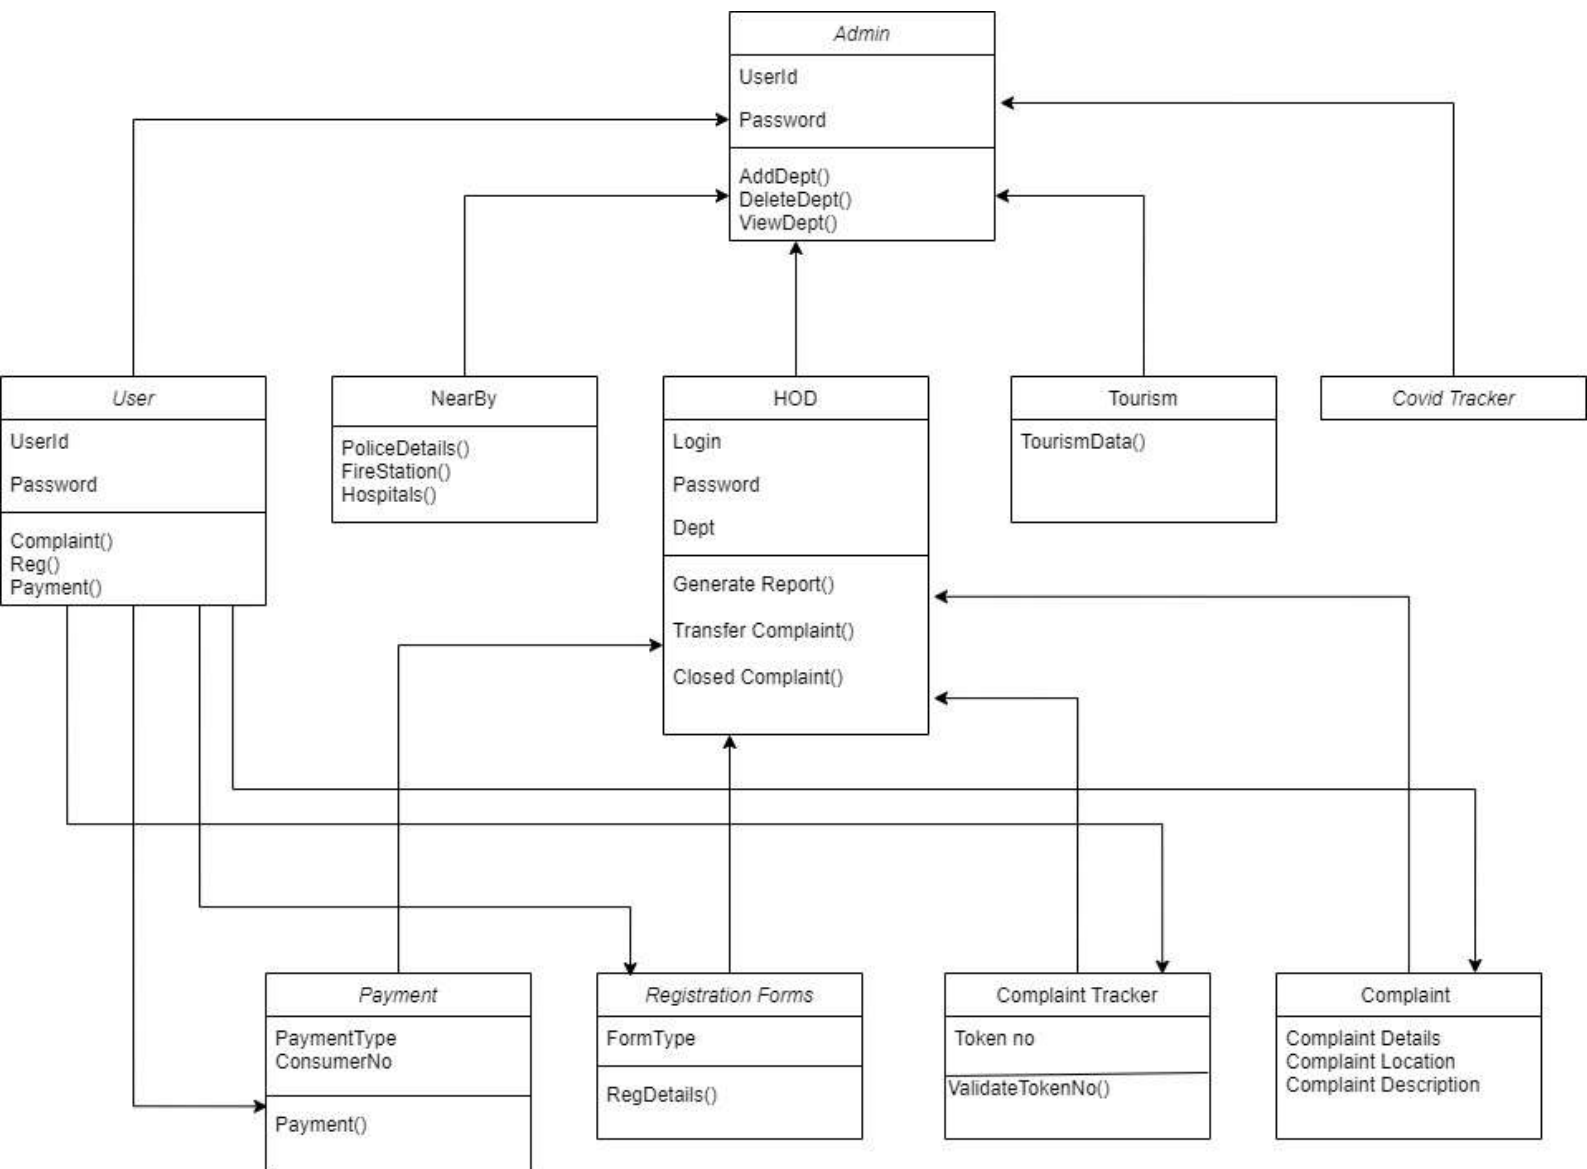 Admin
UserId
Password
AddDept()
DeleteDept()
ViewDept()
User
UserId
Password
Complaint()
Reg()
Payment()
NearBy
PoliceDetails()
FireStation()
Hospitals()
HOD
Login
Password
Dept
Generate Report()
Transfer Complaint()
Closed Complaint()
Tourism
TourismData()
Covid Tracker
Payment
PaymentType
ConsumerNo
Payment()
Registration Forms
FormType
RegDetails()
Complaint Tracker
Token no
ValidateTokenNo()
Complaint
Complaint Details
Complaint Location
Complaint Description